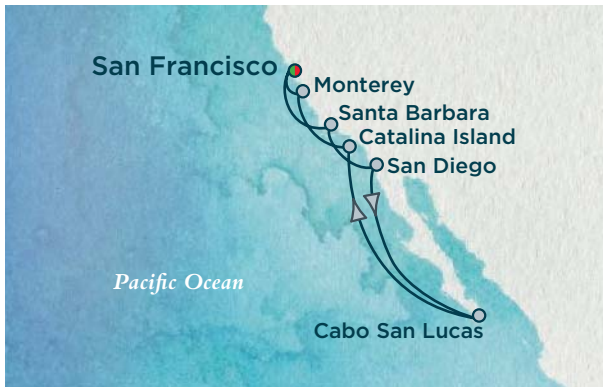 San Francisco
Monterey
Santa Barbara
Catalina Island
San Diego
Pacific Ocean
Cabo San Lucas